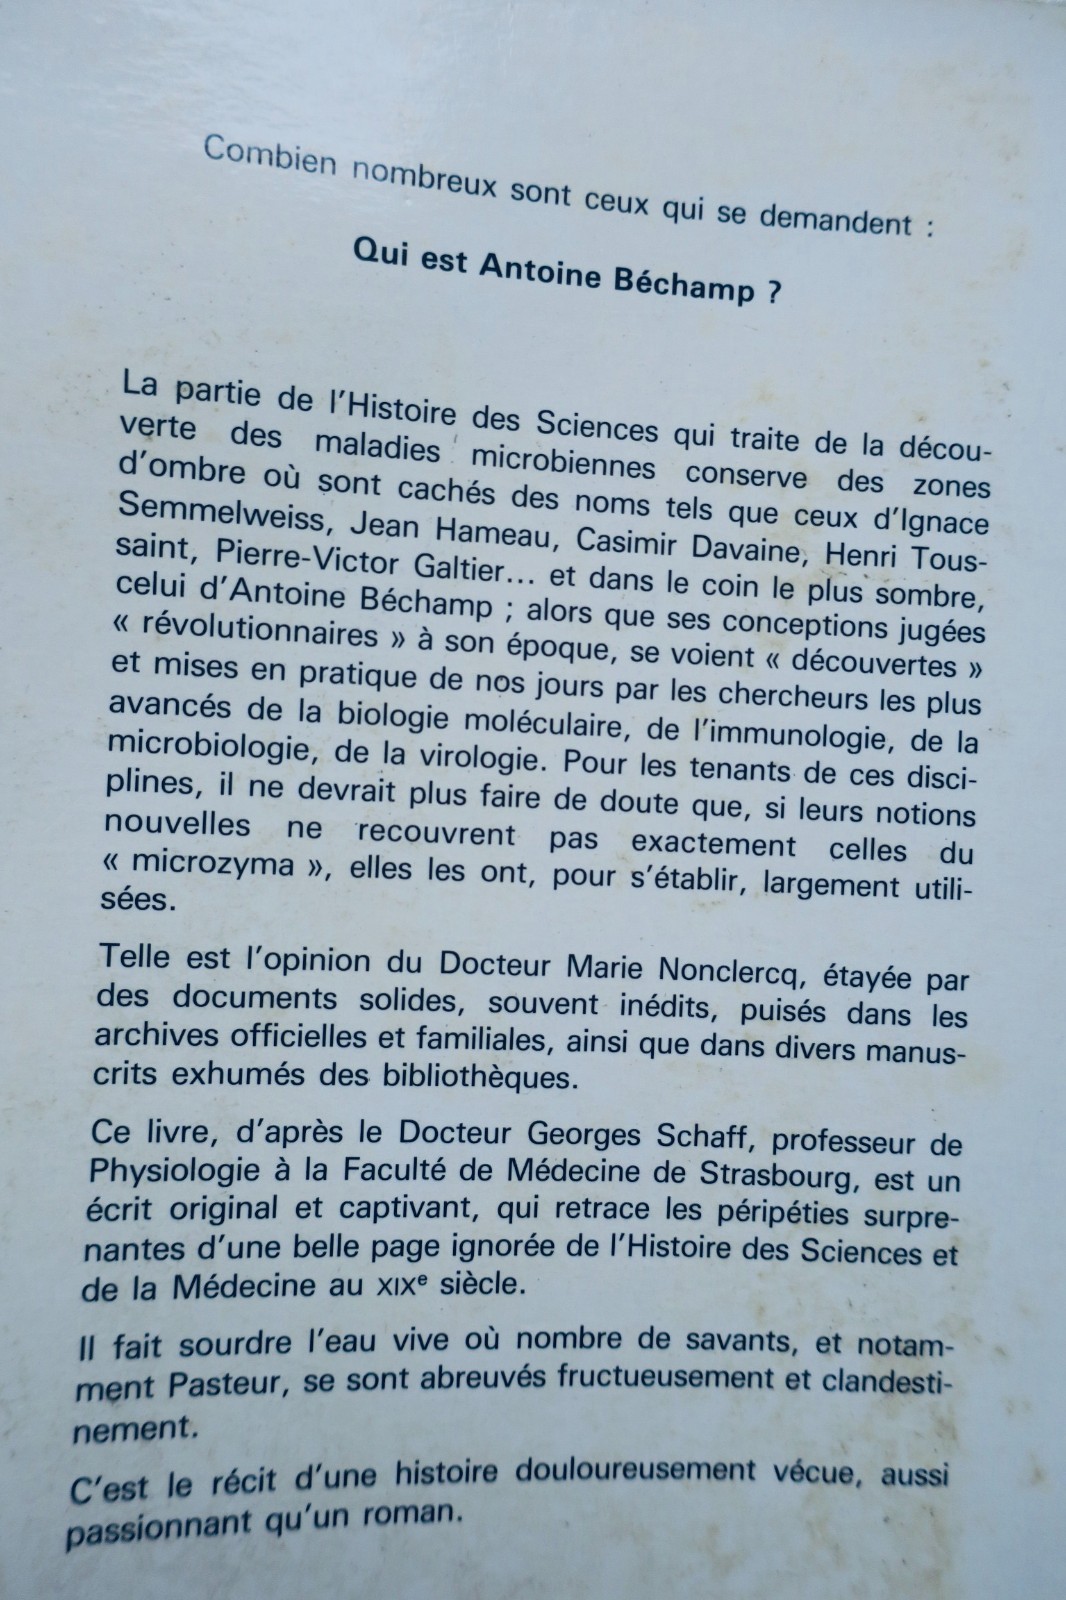 Combien nombreux sont ceux qui se demandent :
Qui est Antoine Béchamp ?
La partie de l'Histoire des Sciences qui traite de la décou-
verte des maladies microbiennes conserve des zones
d'ombre où sont cachés des noms tels que ceux d'Ignace
Semmelweiss, Jean Hameau, Casimir Davaine, Henri Tous-
saint, Pierre-Victor Galtier... et dans le coin le plus sombre,
celui d'Antoine Béchamp ; alors que ses conceptions jugées
« révolutionnaires » à son époque, se voient « découvertes »
et mises en pratique de nos jours par les chercheurs les plus
avancés de la biologie moléculaire, de l'immunologie, de la
microbiologie, de la virologie. Pour les tenants de ces disci-
plines, il ne devrait plus faire de doute que, si leurs notions
nouvelles ne recouvrent pas exactement celles du
« microzyma », elles les ont, pour s'établir, largement utili-
sées.
Telle est l'opinion du Docteur Marie Nonclercq, étayée par
des documents solides, souvent inédits, puisés dans les
archives officielles et familiales, ainsi que dans divers manus-
crits exhumés des bibliothèques.
Ce livre, d'après le Docteur Georges Schaff, professeur de
Physiologie à la Faculté de Médecine de Strasbourg, est un
écrit original et captivant, qui retrace les péripéties surpre-
nantes d'une belle page ignorée de l'Histoire des Sciences et
de la Médecine au XIXe siècle.
Il fait sourdre l'eau vive où nombre de savants, et notam-
ment Pasteur, se sont abreuvés fructueusement et clandesti-
nement.
C'est le récit d'une histoire douloureusement vécue, aussi
passionnant qu'un roman.